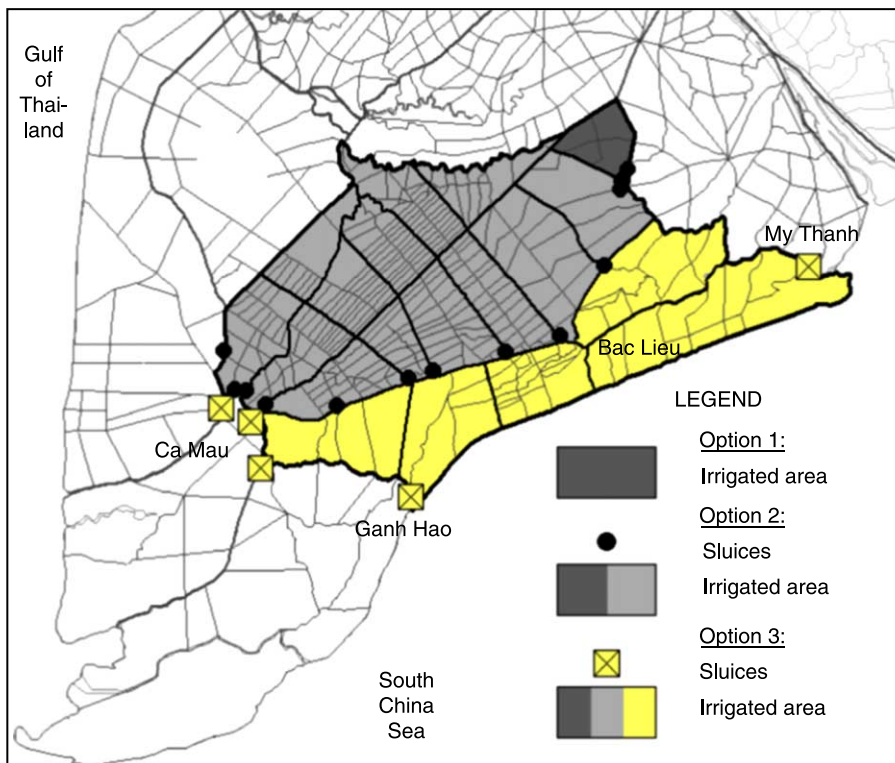 Gulf
of
Thai-
land
My Thanh
Bac Lieu
Ca Mau
Ganh Hao
South
China
Sea
LEGEND
Option 1:
Irrigated area
Option 2:
Sluices
Irrigated area
Option 3:
Sluices
Irrigated area